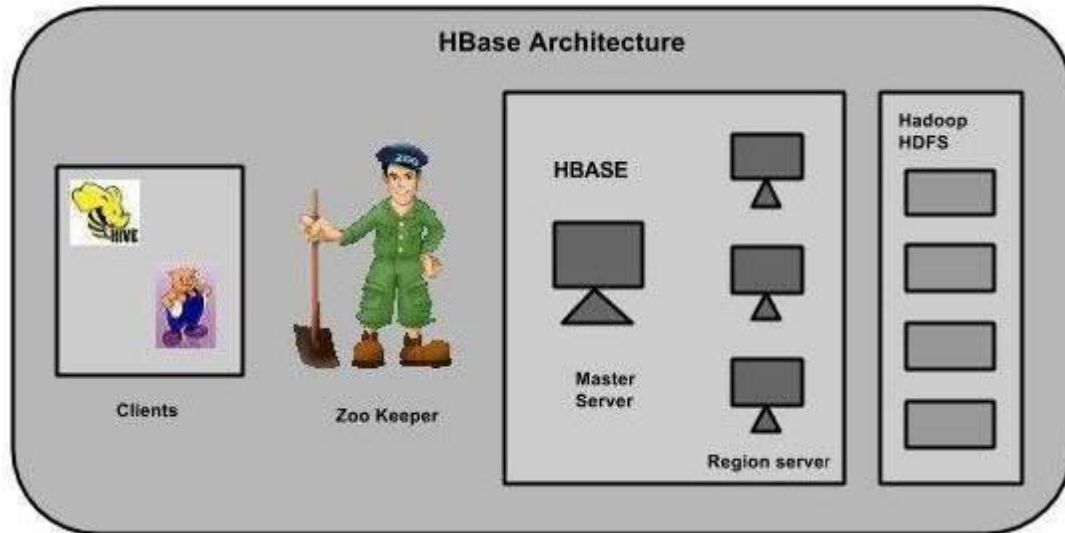 HBase Architecture
HIVE
Clients
ZOO
Zoo Keeper
HBASE
Master
Server
Region server
Hadoop
HDFS